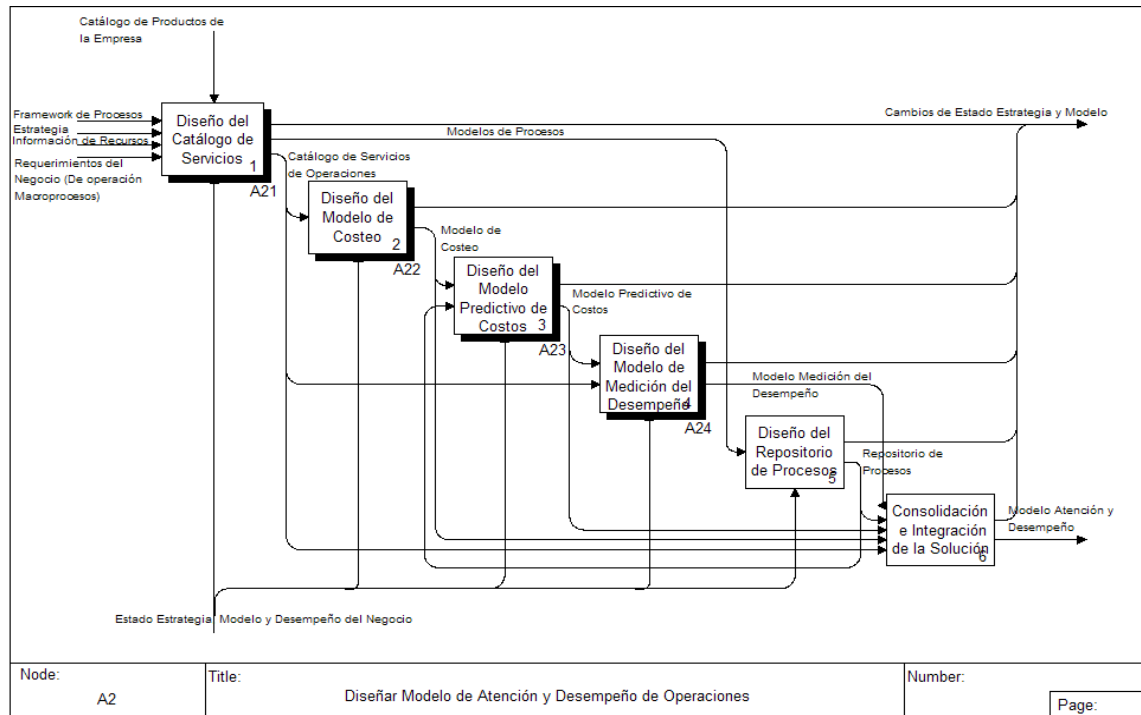 Catálogo de Productos de
la Empresa
Framework de Procesos
Estrategia
Información de Recursos
Requerimientos del
Negocio (De operación
Macroprocesos)
Diseño del
Catálogo de
Servicios
1
A21
Modelos de Procesos
Cambios de Estado Estrategia y Modelo
Catálogo de Servicios
de Operaciones
Diseño del
Modelo de
Costeo
2
A22
Modelo de
Costeo
Diseño del
Modelo
Predictivo de
Costos
3
A23
Modelo Predictivo de
Costos
Diseño del
Modelo de
Medición del
Desempeño
4
A24
Modelo Medición del
Desempeño
Diseño del
Repositorio
de Procesos
5
Repositorio de
Procesos
Consolidación
e Integración
de la Solución
6
Modelo Atención y
Desempeño
Estado Estrategia Modelo y Desempeño del Negocio
Node:
A2
Title:
Diseñar Modelo de Atención y Desempeño de Operaciones
Number:
Page: